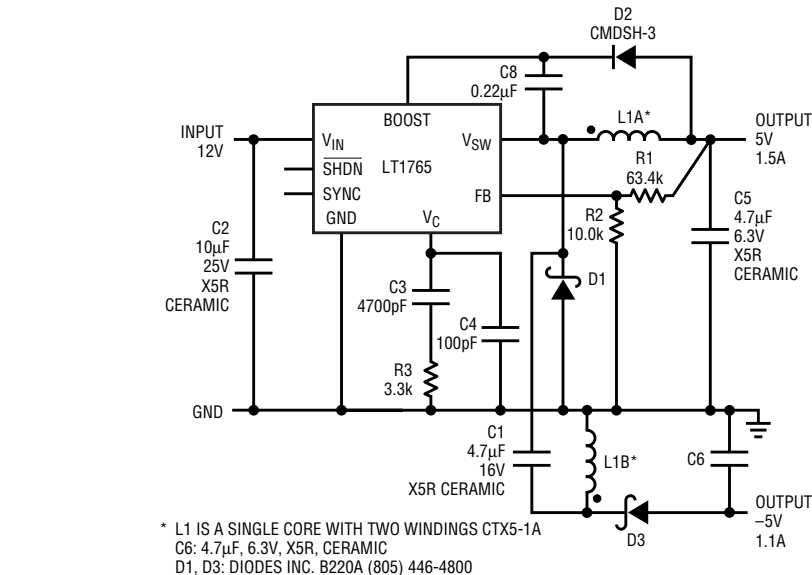 D2
CMDSH-3
C8
0.22µF
BOOST
L1A*
OUTPUT
5V
1.5A
INPUT
12V
VIN
VSW
SHDN
LT1765
SYNC
FB
GND
VC
R1
63.4k
R2
10.0k
C5
4.7µF
6.3V
X5R
CERAMIC
C2
10µF
25V
X5R
CERAMIC
D1
C3
4700pF
C4
100pF
R3
3.3k
GND
C1
4.7µF
16V
X5R CERAMIC
L1B*
C6
OUTPUT
–5V
1.1A
D3
* L1 IS A SINGLE CORE WITH TWO WINDINGS CTX5-1A
C6: 4.7µF, 6.3V, X5R, CERAMIC
D1, D3: DIODES INC. B220A (805) 446-4800